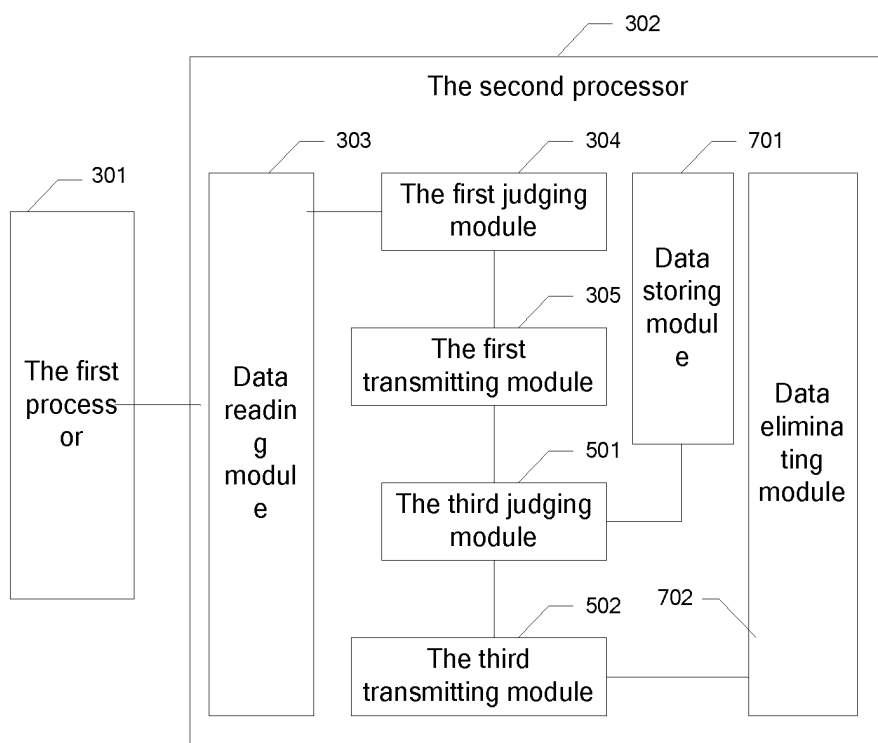 302
The second processor
303
304
701
301
The first judging
module
Data
storing
modul
e
305
The first
transmitting module
The first
process
or
Data
readin
g
modul
e
Data
elimina
ting
module
501
The third judging
module
502
702
The third
transmitting module